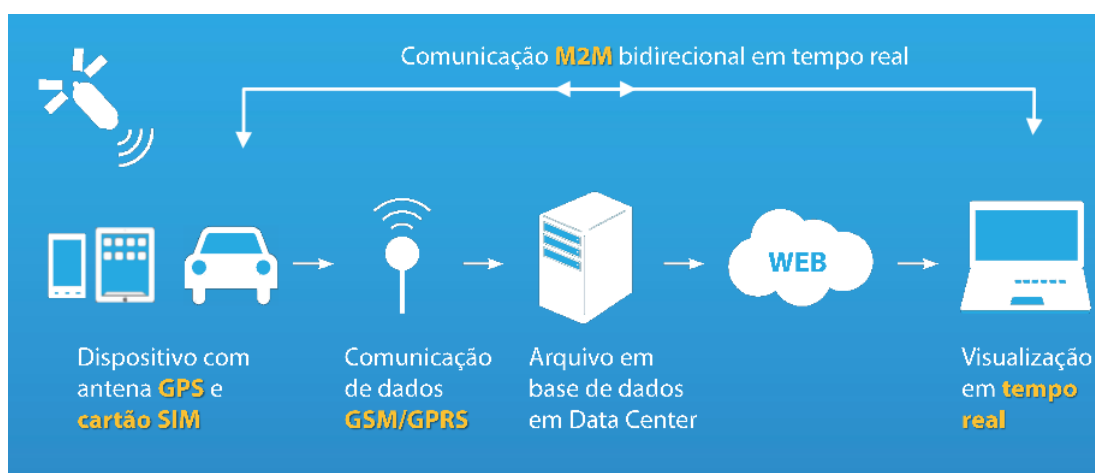 Comunicação M2M bidirecional em tempo real
WEB
Dispositivo com
antena GPS e
cartão SIM
Comunicação
de dados
GSM/GPRS
Arquivo em
base de dados
em Data Center
Visualização
em tempo
real